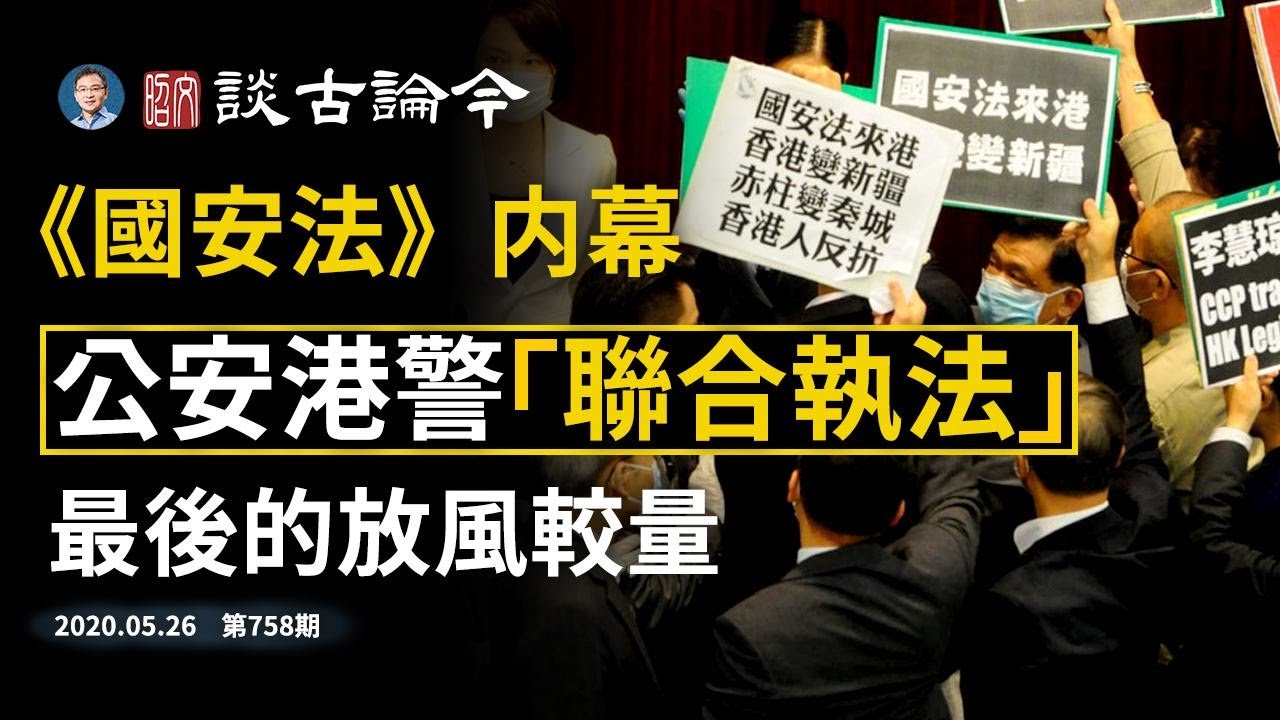 昭文 談古論今
《國安法》内幕
公安港警「聯合執法」
最後的放風較量
2020.05.26 第758期
國安法來港
香港變新疆
赤柱變秦城
香港人反抗
國安法來港
變新疆
李慧
CCP
HK